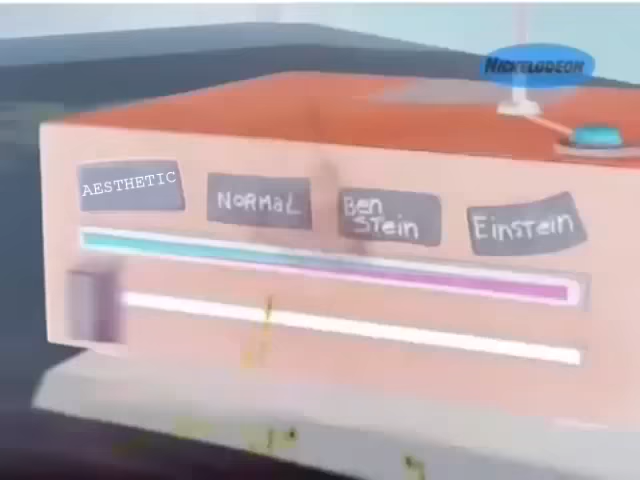 NICKELODEON
AESTHETIC
NORMAL
Ben
Stein
Einstein